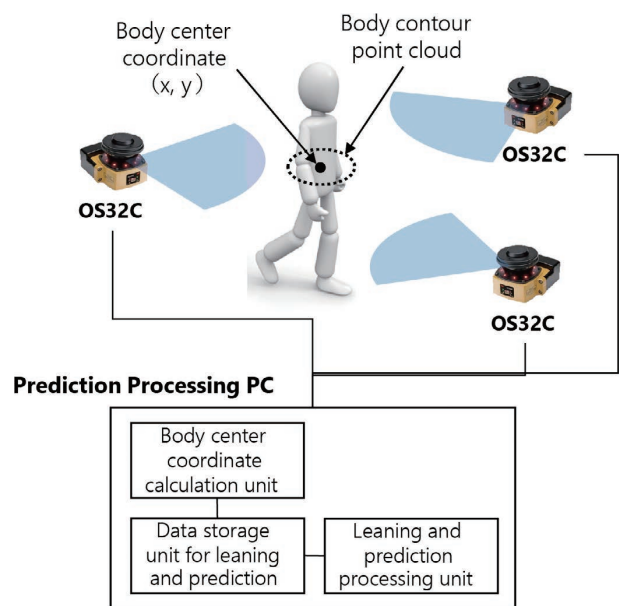 Body center
coordinate
(x, y)
Body contour
point cloud
OS32C
OS32C
OS32C
Prediction Processing PC
Body center
coordinate
calculation unit
Data storage
unit for leaning
and prediction
Leaning and
prediction
processing unit